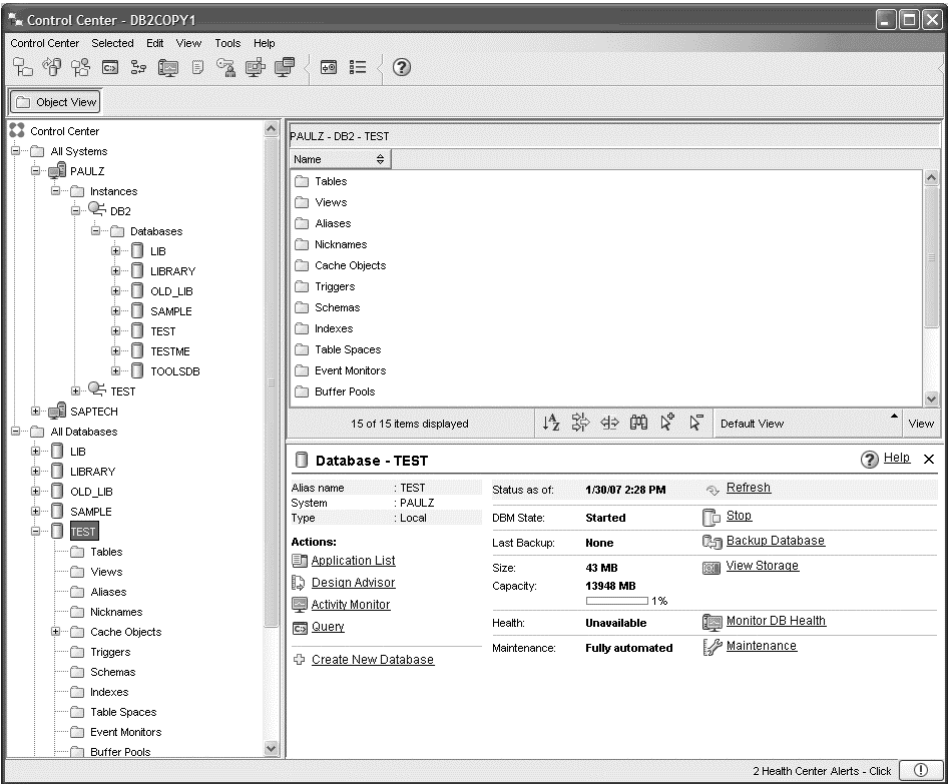 Control Center - DB2COPY1
Control Center Selected Edit View Tools Help
Object View
Control Center
All Systems
PAULZ
Instances
DB2
Databases
LIB
LIBRARY
OLD_LIB
SAMPLE
TEST
TESTME
TOOLSDB
TEST
SAPTECH
All Databases
LIB
LIBRARY
OLD_LIB
SAMPLE
TEST
Tables
Views
Aliases
Nicknames
Cache Objects
Triggers
Schemas
Indexes
Table Spaces
Event Monitors
Buffer Pools
PAULZ - DB2 - TEST
Name
Tables
Views
Aliases
Nicknames
Cache Objects
Triggers
Schemas
Indexes
Table Spaces
Event Monitors
Buffer Pools
15 of 15 items displayed
Default View
View
Database - TEST
Help
Alias name : TEST
System : PAULZ
Type : Local
Actions:
Application List
Design Advisor
Activity Monitor
Query
Create New Database
Status as of: 1/30/07 2:28 PM Refresh
DBM State: Started Stop
Last Backup: None Backup Database
Size: 43 MB View Storage
Capacity: 13948 MB
1%
Health: Unavailable Monitor DB Health
Maintenance: Fully automated Maintenance
2 Health Center Alerts - Click